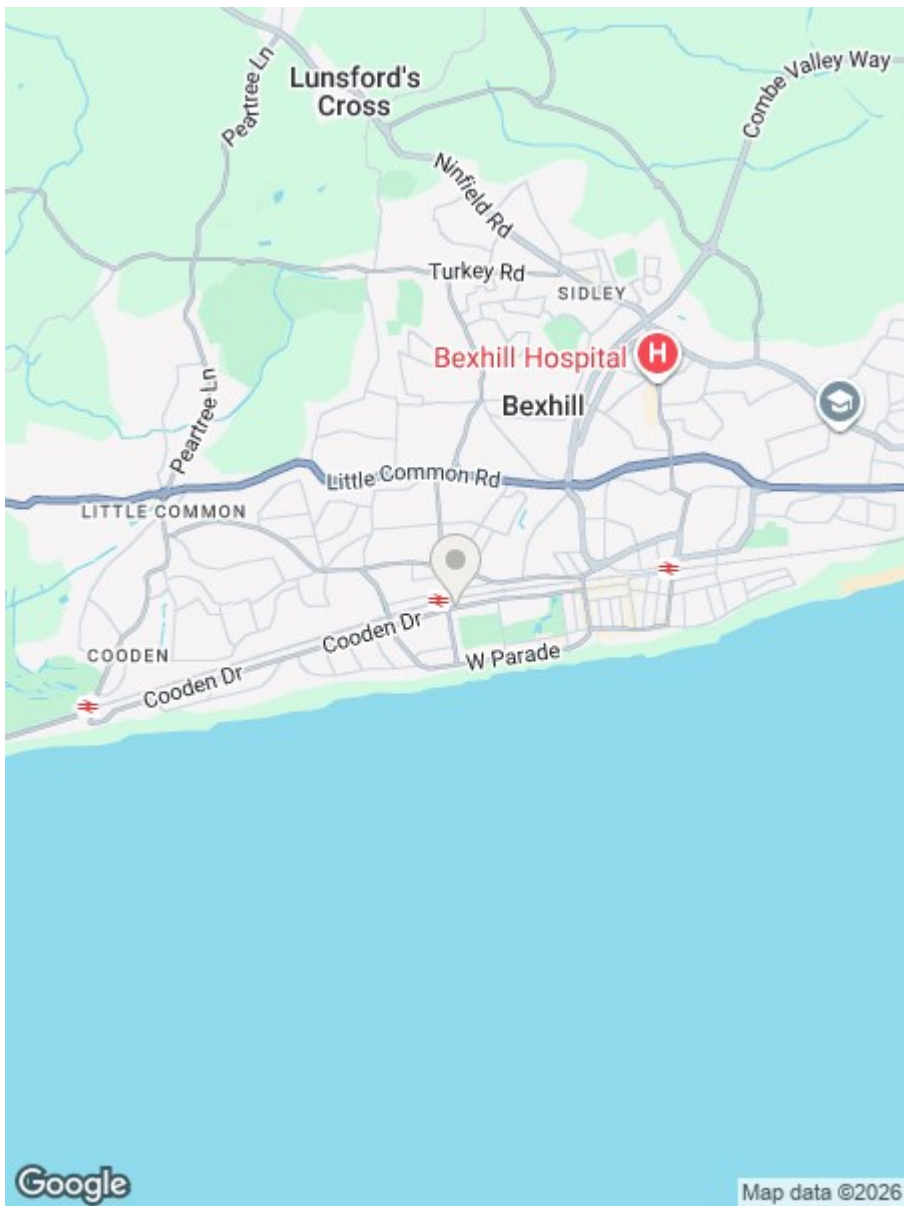 Lunsford's
Cross
Peartree Ln
Combe Valley Way
Ninfield Rd
Turkey Rd
SIDLEY
Bexhill Hospital
H
Bexhill
Peartree Ln
Little Common Rd
LITTLE COMMON
Cooden Dr
W Parade
COODEN
Cooden Dr
Google
Map data ©2026